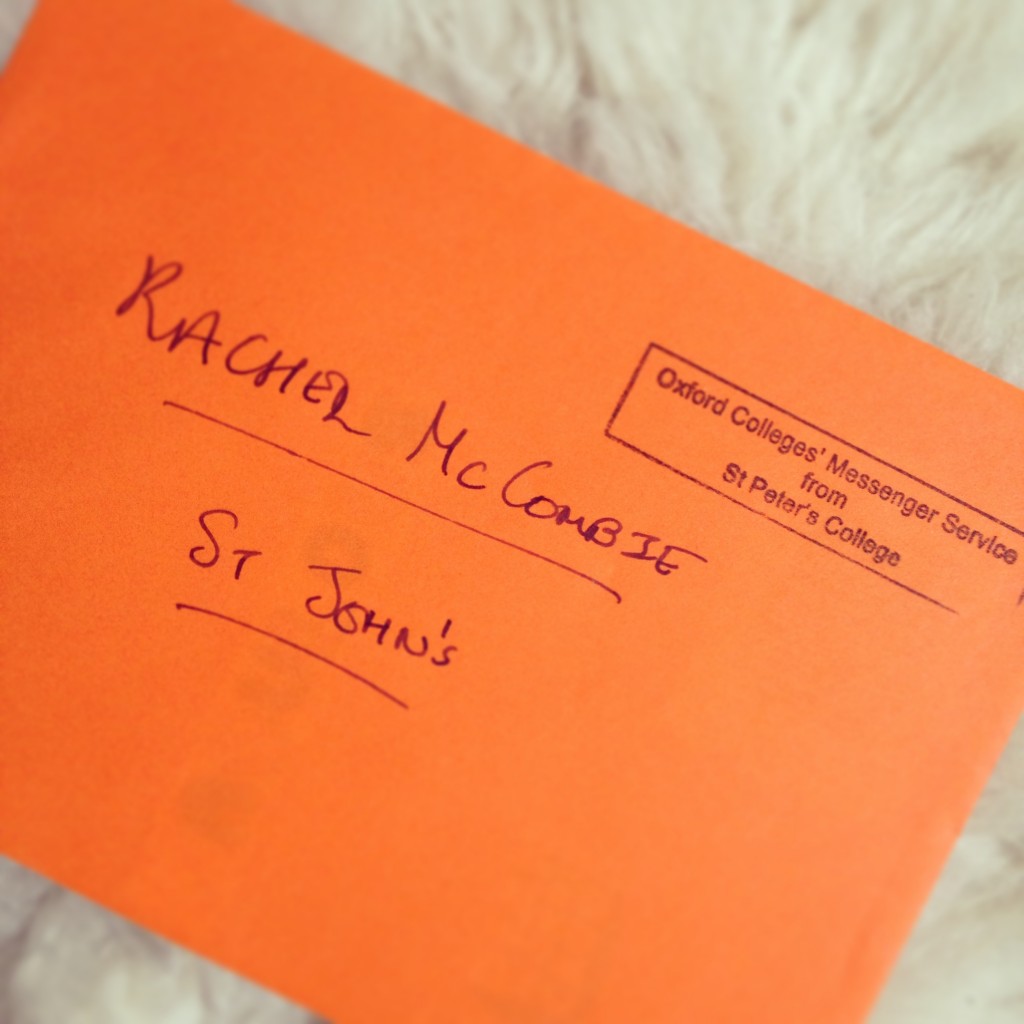 RACHEL McCOMBIE
ST JOHN's
Oxford Colleges' Messenger Service
from
St Peter's College